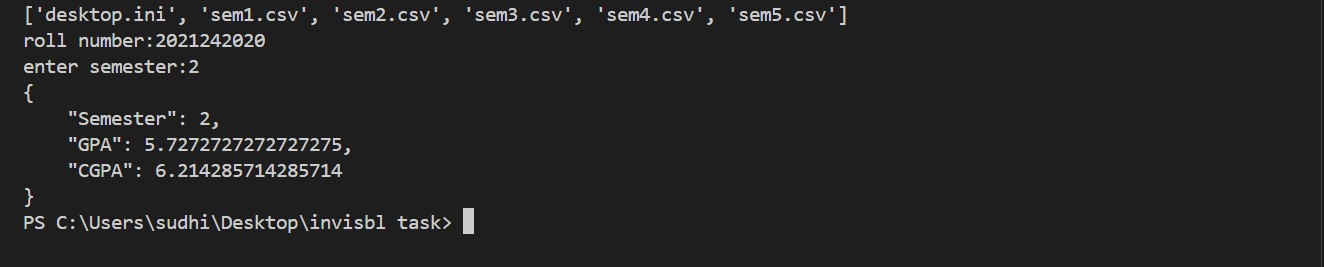 ['desktop.ini', 'sem1.csv', 'sem2.csv', 'sem3.csv', 'sem4.csv', 'sem5.csv']
roll number:2021242020
enter semester:2
{
    "Semester": 2,
    "GPA": 5.7272727272727275,
    "CGPA": 6.214285714285714
}
PS C:\Users\sudhi\Desktop\invisbl task>